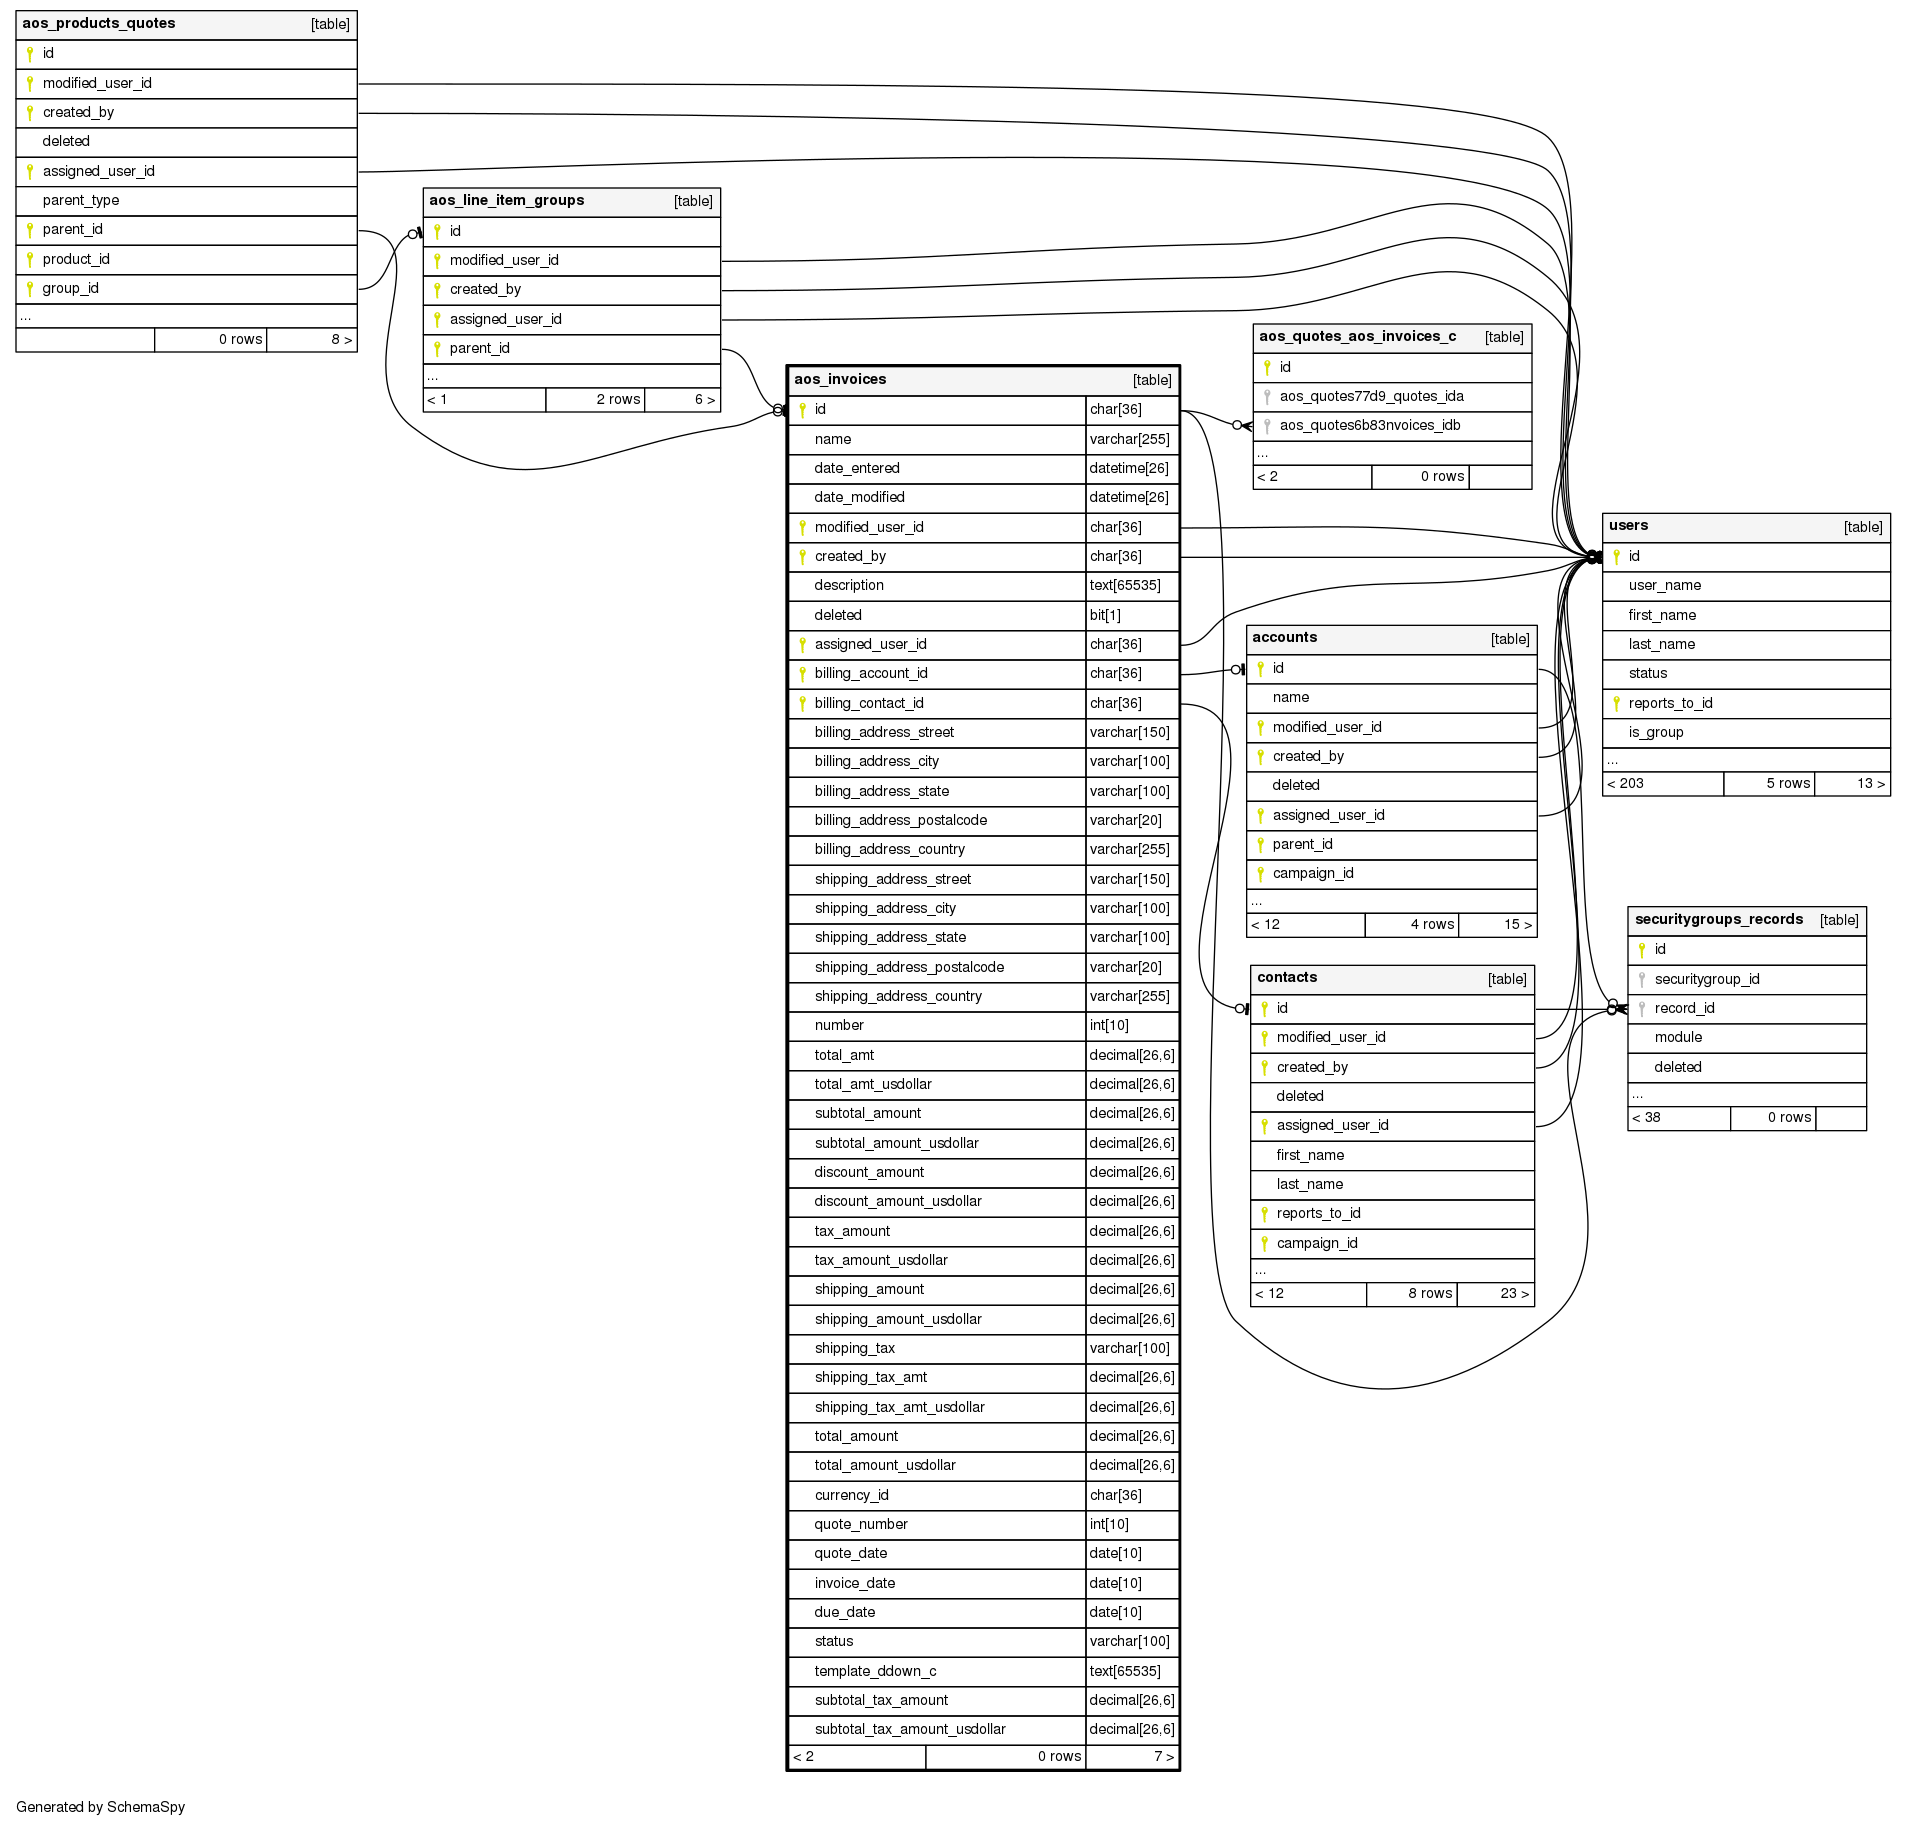 aos_products_quotes [table]
id
modified_user_id
created_by
deleted
assigned_user_id
parent_type
parent_id
product_id
group_id
...
0 rows 8 >
aos_line_item_groups [table]
id
modified_user_id
created_by
assigned_user_id
parent_id
...
< 1 2 rows 6 >
aos_invoices [table]
id char[36]
name varchar[255]
date_entered datetime[26]
date_modified datetime[26]
modified_user_id char[36]
created_by char[36]
description text[65535]
deleted bit[1]
assigned_user_id char[36]
billing_account_id char[36]
billing_contact_id char[36]
billing_address_street varchar[150]
billing_address_city varchar[100]
billing_address_state varchar[100]
billing_address_postalcode varchar[20]
billing_address_country varchar[255]
shipping_address_street varchar[150]
shipping_address_city varchar[100]
shipping_address_state varchar[100]
shipping_address_postalcode varchar[20]
shipping_address_country varchar[255]
number int[10]
total_amt decimal[26,6]
total_amt_usdollar decimal[26,6]
subtotal_amount decimal[26,6]
subtotal_amount_usdollar decimal[26,6]
discount_amount decimal[26,6]
discount_amount_usdollar decimal[26,6]
tax_amount decimal[26,6]
tax_amount_usdollar decimal[26,6]
shipping_amount decimal[26,6]
shipping_amount_usdollar decimal[26,6]
shipping_tax varchar[100]
shipping_tax_amt decimal[26,6]
shipping_tax_amt_usdollar decimal[26,6]
total_amount decimal[26,6]
total_amount_usdollar decimal[26,6]
currency_id char[36]
quote_number int[10]
quote_date date[10]
invoice_date date[10]
due_date date[10]
status varchar[100]
template_ddown_c text[65535]
subtotal_tax_amount decimal[26,6]
subtotal_tax_amount_usdollar decimal[26,6]
< 2 0 rows 7 >
aos_quotes_aos_invoices_c [table]
id
aos_quotes77d9_quotes_ida
aos_quotes6b83nvoices_idb
...
< 2 0 rows
accounts [table]
id
name
modified_user_id
created_by
deleted
assigned_user_id
parent_id
campaign_id
...
< 12 4 rows 15 >
contacts [table]
id
modified_user_id
created_by
deleted
assigned_user_id
first_name
last_name
reports_to_id
campaign_id
...
< 12 8 rows 23 >
users [table]
id
user_name
first_name
last_name
status
reports_to_id
is_group
...
< 203 5 rows 13 >
securitygroups_records [table]
id
securitygroup_id
record_id
module
deleted
...
< 38 0 rows
Generated by SchemaSpy